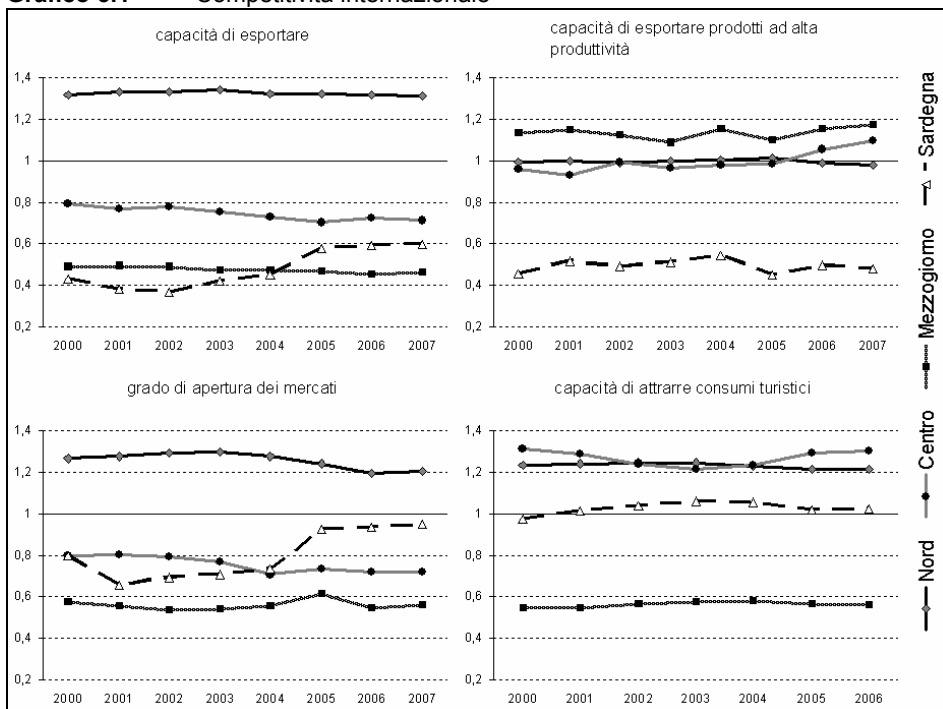 Grafico Competitività internazionale
capacità di esportare
1,4
1,2
1
0,8
0,6
0,4
0,2
2000 2001 2002 2003 2004 2005 2006 2007
capacità di esportare prodotti ad alta
produttività
1,4
1,2
1
0,8
0,6
0,4
0,2
2000 2001 2002 2003 2004 2005 2006 2007
grado di apertura dei mercati
1,4
1,2
1
0,8
0,6
0,4
0,2
2000 2001 2002 2003 2004 2005 2006 2007
capacità di attrarre consumi turistici
1,4
1,2
1
0,8
0,6
0,4
0,2
2000 2001 2002 2003 2004 2005 2006
Nord Centro Mezzogiorno Sardegna